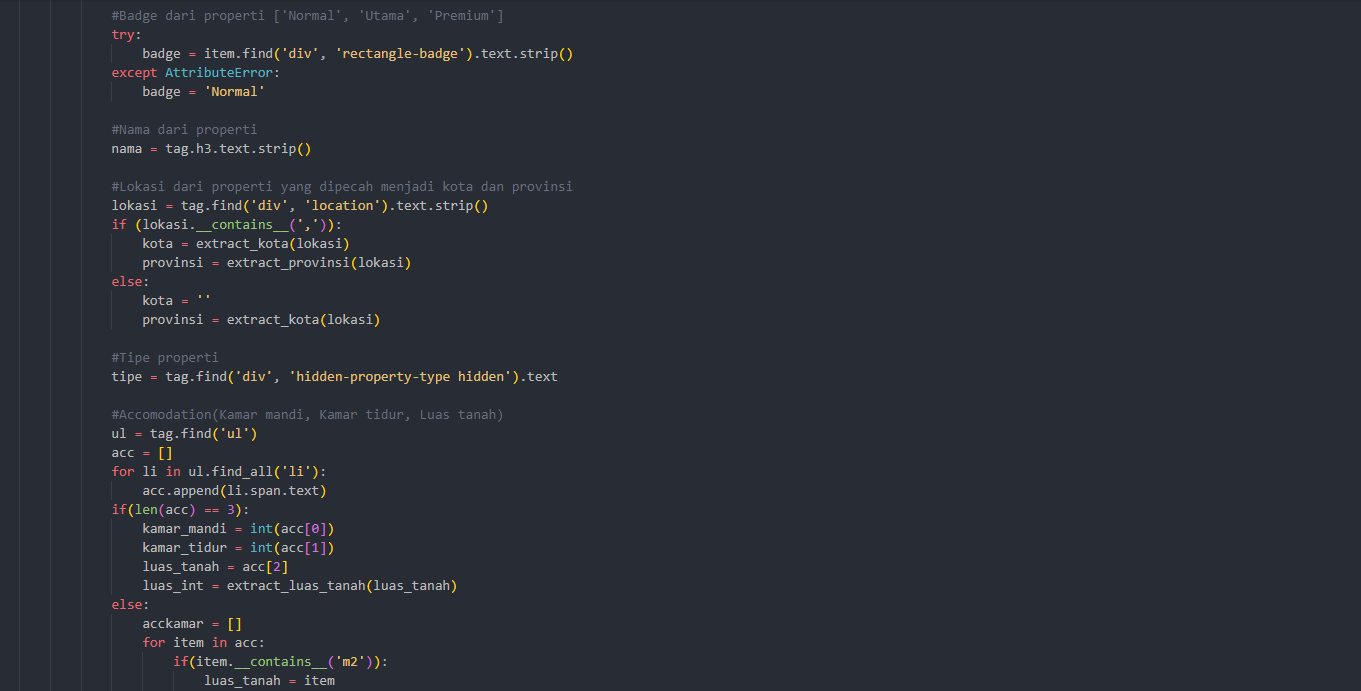 #Badge dari properti ['Normal', 'Utama', 'Premium']
try:
badge = item.find('div', 'rectangle-badge').text.strip()
except AttributeError:
badge = 'Normal'
#Nama dari properti
nama = tag.h3.text.strip()
#Lokasi dari properti yang dipecah menjadi kota dan provinsi
lokasi = tag.find('div', 'location').text.strip()
if (lokasi.__contains__(',')):
kota = extract_kota(lokasi)
provinsi = extract_provinsi(lokasi)
else:
kota = ''
provinsi = extract_kota(lokasi)
#Tipe properti
tipe = tag.find('div', 'hidden-property-type hidden').text
#Accomodation(Kamar mandi, Kamar tidur, Luas tanah)
ul = tag.find('ul')
acc = []
for li in ul.find_all('li'):
acc.append(li.span.text)
if(len(acc) == 3):
kamar_mandi = int(acc[0])
kamar_tidur = int(acc[1])
luas_tanah = acc[2]
luas_int = extract_luas_tanah(luas_tanah)
else:
acckamar = []
for item in acc:
if(item.__contains__('m2')):
luas_tanah = item